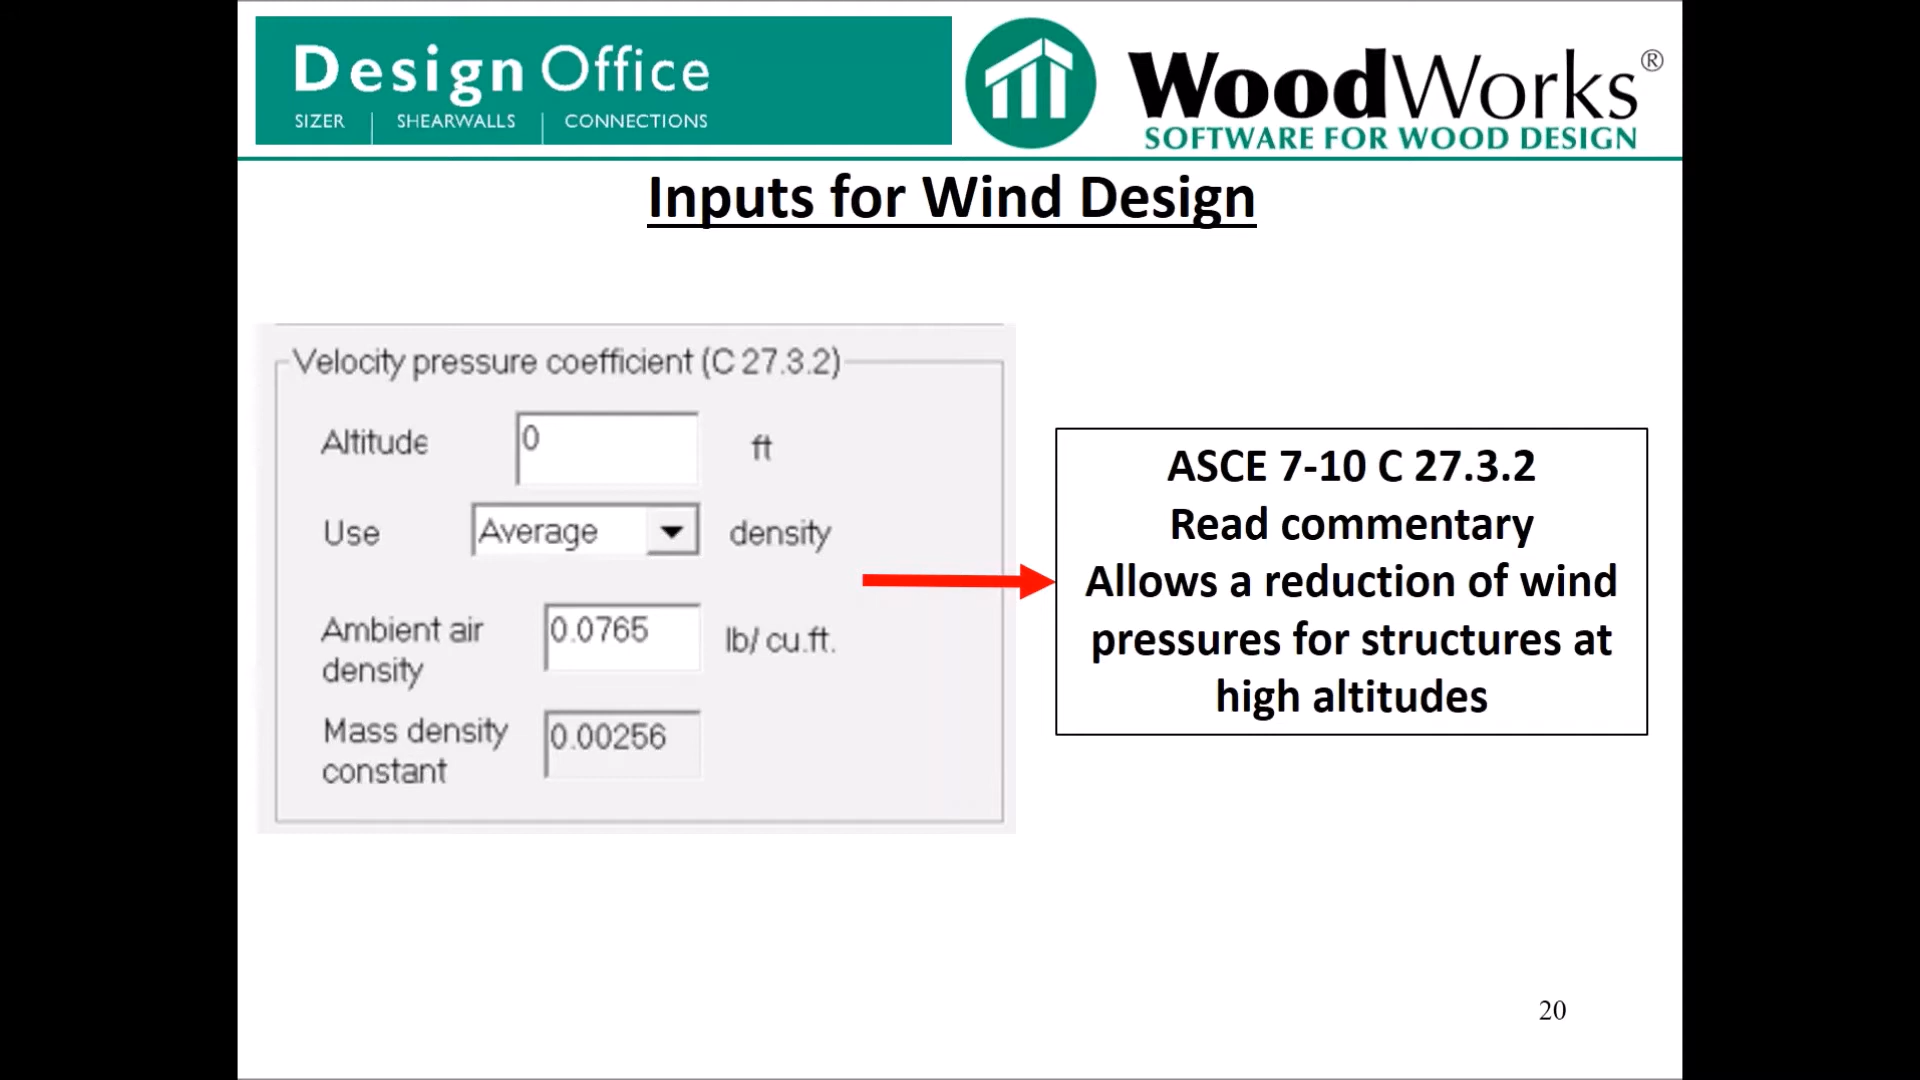 Design Office
SIZER | SHEARWALLS | CONNECTIONS
WoodWorks®
SOFTWARE FOR WOOD DESIGN
Inputs for Wind Design
Velocity pressure coefficient (C 27.3.2)
Altitude 0 ft
Use Average density
Ambient air
density
0.0765 lb/ cu.ft.
Mass density
constant
0.00256
ASCE 7-10 C 27.3.2
Read commentary
Allows a reduction of wind
pressures for structures at
high altitudes
20